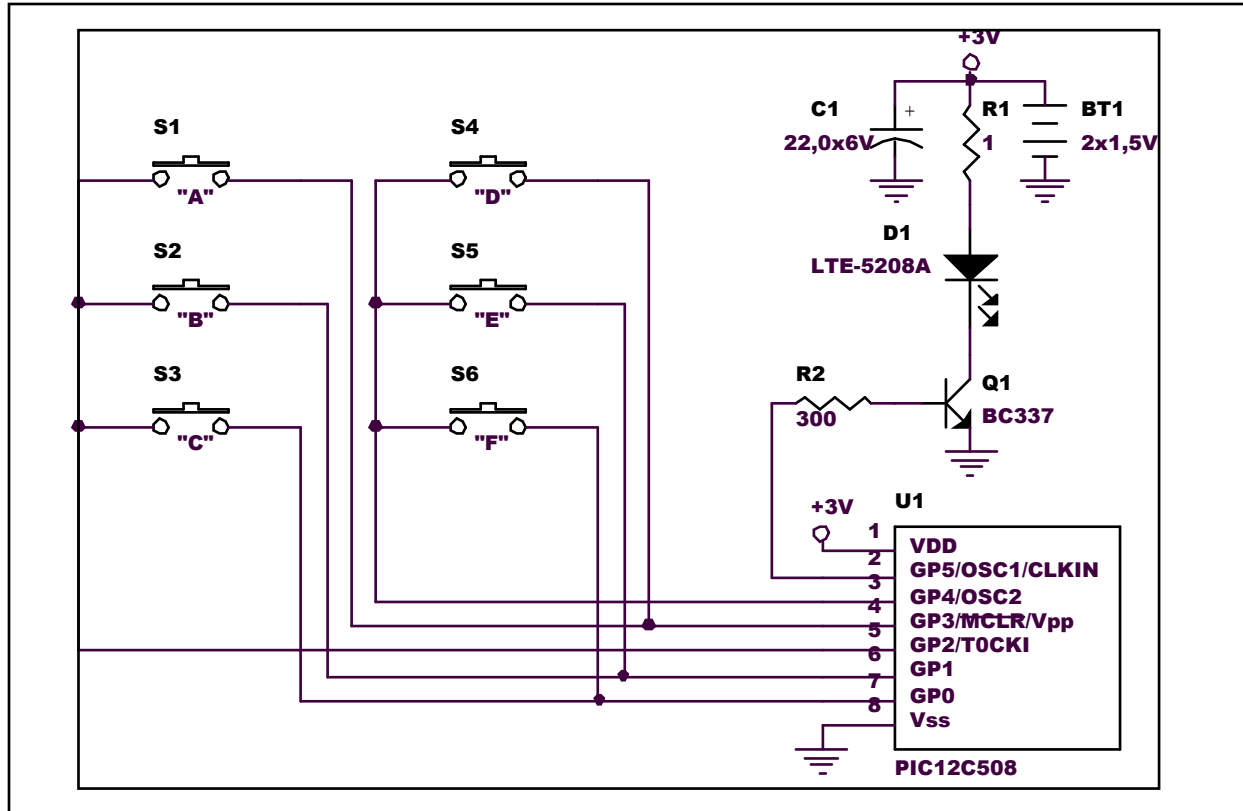 +3V
C1
+
R1
BT1
22,0x6V
1
2x1,5V
S1
S4
"A"
"D"
D1
LTE-5208A
S2
S5
"B"
"E"
S3
S6
R2
Q1
"C"
"F"
300
BC337
U1
+3V
1
VDD
2
GP5/OSC1/CLKIN
3
GP4/OSC2
4
GP3/MCLR/Vpp
5
GP2/T0CKI
6
GP1
7
GP0
8
Vss
PIC12C508